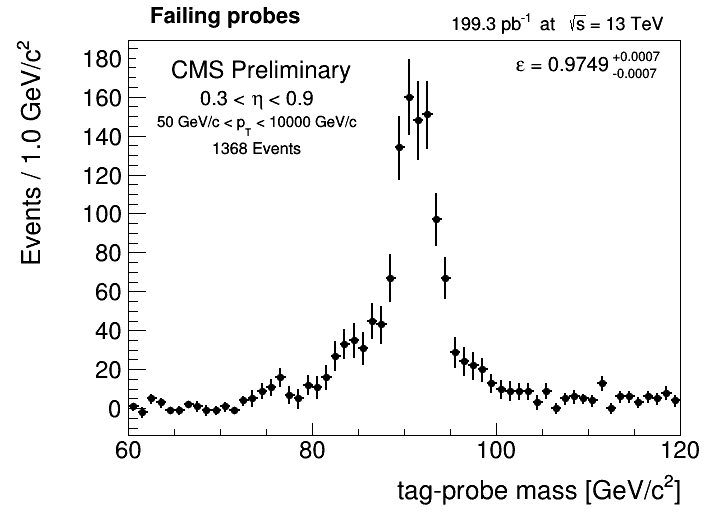 Failing probes
199.3 pb⁻¹ at √s = 13 TeV
CMS Preliminary
ε = 0.9749 +0.0007 -0.0007
0.3 < η < 0.9
50 GeV/c < p_T < 10000 GeV/c
1368 Events
Events / 1.0 GeV/c²
180
160
140
120
100
80
60
40
20
0
60 80 100 120
tag-probe mass [GeV/c²]